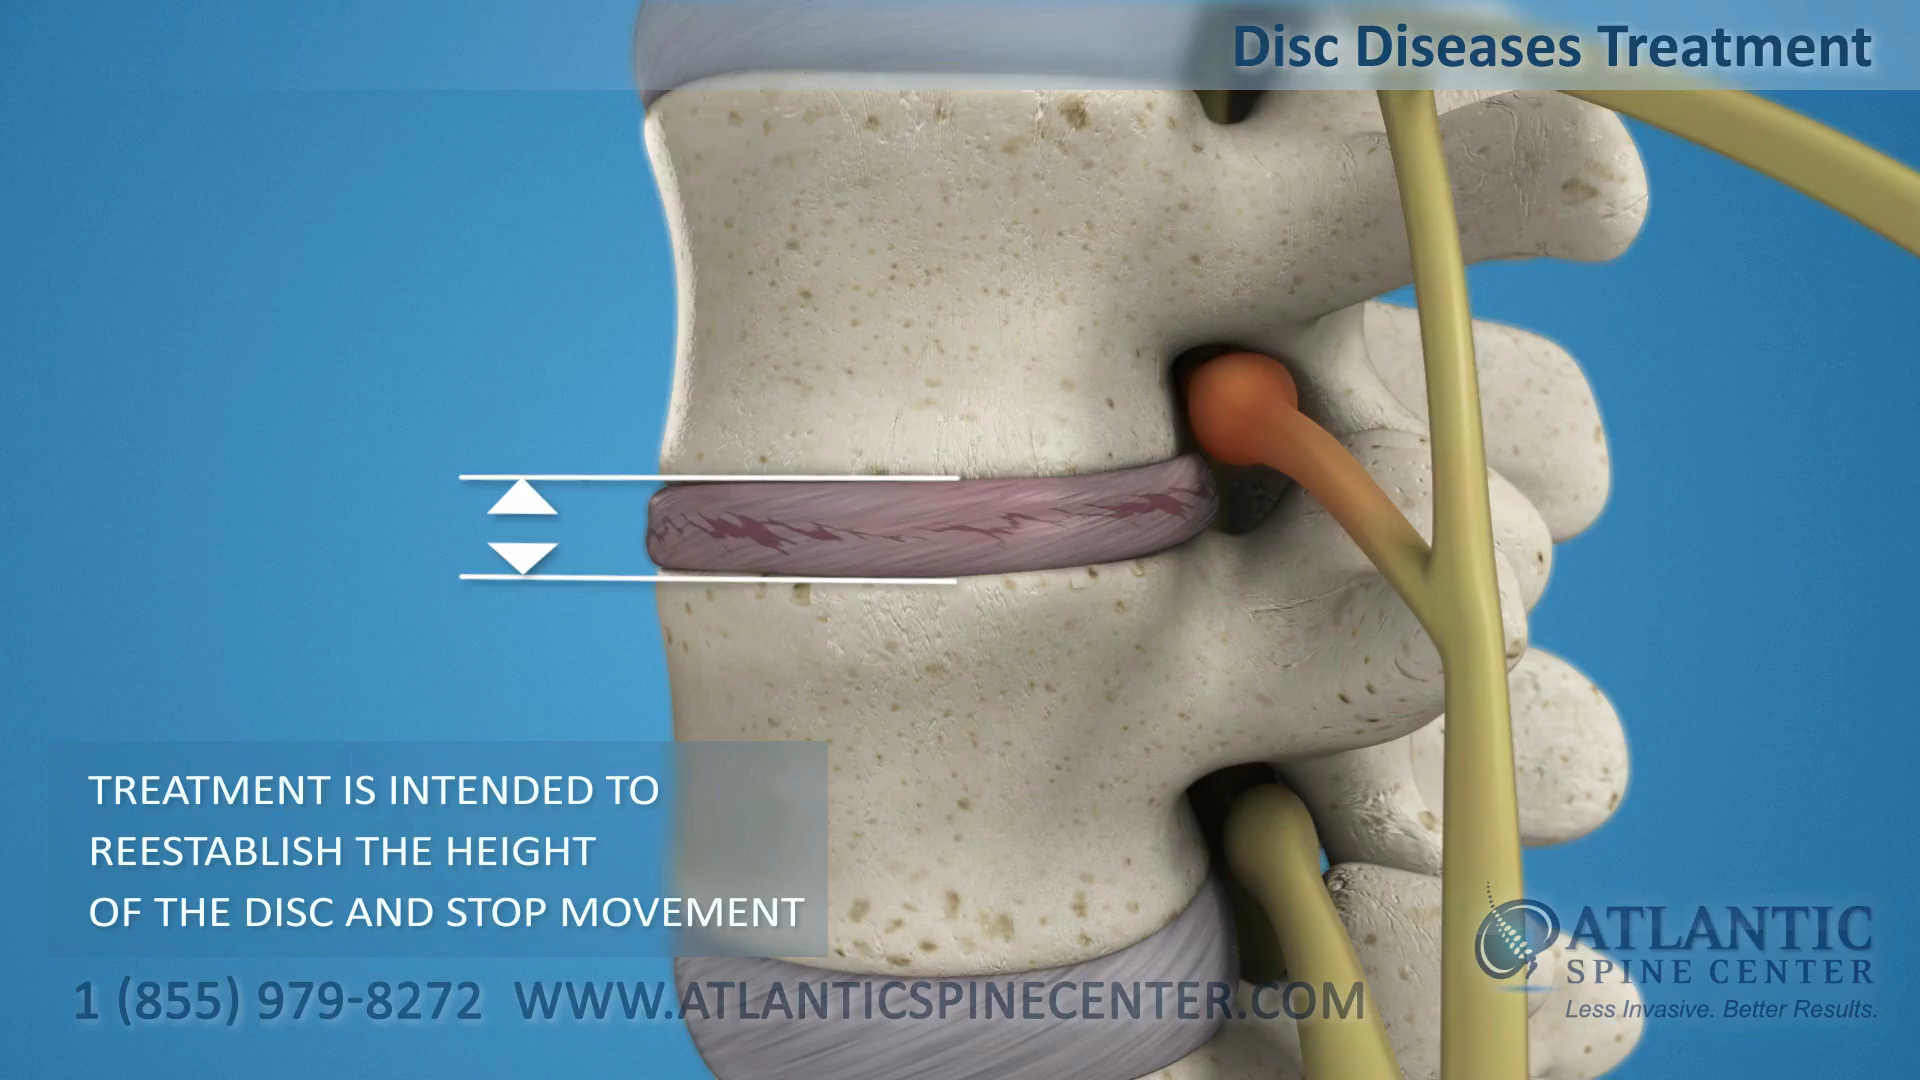 Disc Diseases Treatment
TREATMENT IS INTENDED TO
REESTABLISH THE HEIGHT
OF THE DISC AND STOP MOVEMENT
1 (855) 979-8272 WWW.ATLANTICSPINECENTER.COM
ATLANTIC
SPINE CENTER
Less Invasive. Better Results.